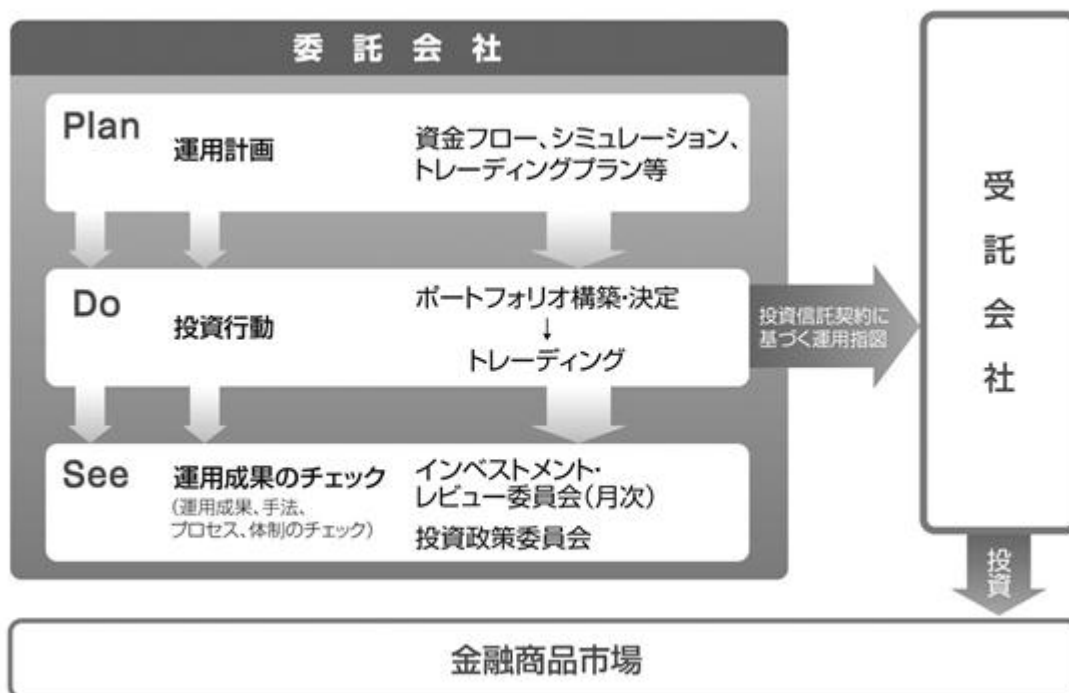 委託会社
Plan
運用計画
資金フロー、シミュレーション、
トレーディングプラン等
Do
投資行動
ポートフォリオ構築・決定
↓
トレーディング
See
運用成果のチェック
(運用成果、手法、
プロセス、体制のチェック)
インベストメント・
レビュー委員会(月次)
投資政策委員会
投資信託契約に
基づく運用指図
受託会社
投資
金融商品市場